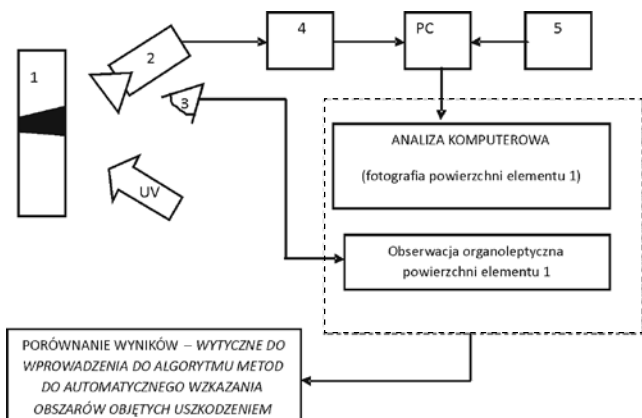 1
2
3
UV
4
PC
5
ANALIZA KOMPUTEROWA
(fotografia powierzchni elementu 1)
Obserwacja organoleptyczna
powierzchni elementu 1
PORÓWNANIE WYNIKÓW – WYTYCZNE DO
WPROWADZENIA DO ALGORYTMU METOD
DO AUTOMATYCZNEGO WZKAZANIA
OBSZARÓW OBJĘTYCH USZKODZENIEM